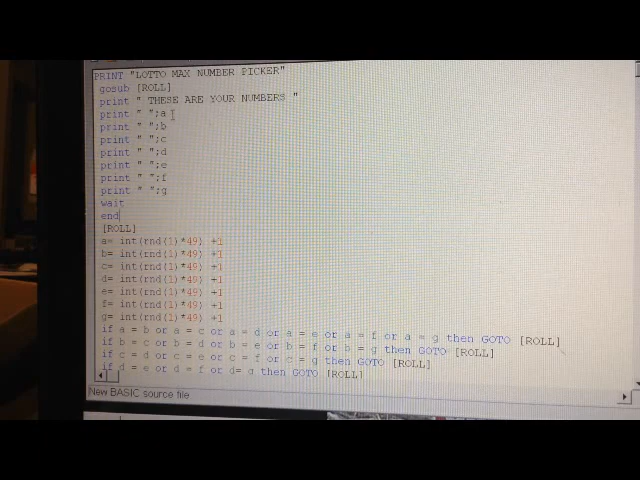 PRINT "LOTTO MAX NUMBER PICKER"
gosub [ROLL]
print " THESE ARE YOUR NUMBERS "
print " ";a
print " ";b
print " ";c
print " ";d
print " ";e
print " ";f
print " ";g
wait
end
[ROLL]
a= int(rnd(1)*49) +1
b= int(rnd(1)*49) +1
c= int(rnd(1)*49) +1
d= int(rnd(1)*49) +1
e= int(rnd(1)*49) +1
f= int(rnd(1)*49) +1
g= int(rnd(1)*49) +1
if a = b or a = c or a = d or a = e or a = f or a = g then GOTO [ROLL]
if b = c or b = d or b = e or b = f or b = g then GOTO [ROLL]
if c = d or c = e or c = f or c = g then GOTO [ROLL]
if d = e or d = f or d= g then GOTO [ROLL]
New BASIC source file